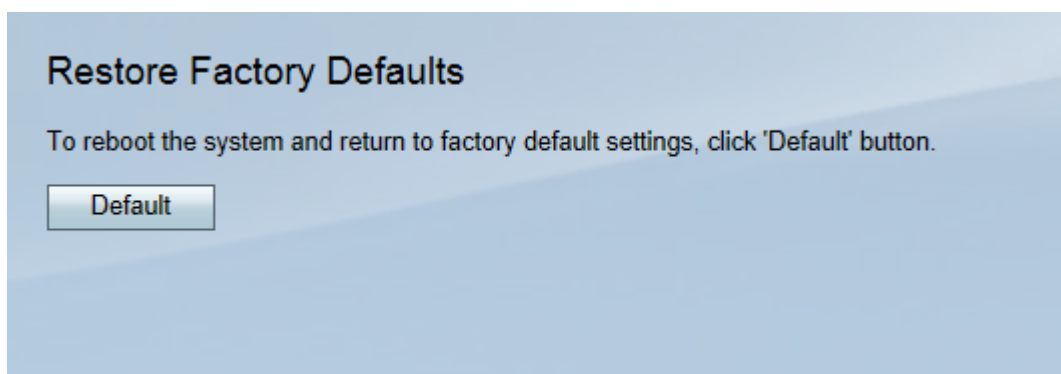 Restore Factory Defaults
To reboot the system and return to factory default settings, click 'Default' button.
Default